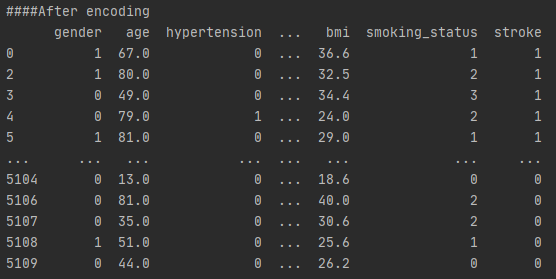 ####After encoding
gender age hypertension ... bmi smoking_status stroke
0 1 67.0 0 ... 36.6 1 1
2 1 80.0 0 ... 32.5 2 1
3 0 49.0 0 ... 34.4 3 1
4 0 79.0 1 ... 24.0 2 1
5 1 81.0 0 ... 29.0 1 1
... ... ... ... ... ... ... ...
5104 0 13.0 0 ... 18.6 0 0
5106 0 81.0 0 ... 40.0 2 0
5107 0 35.0 0 ... 30.6 2 0
5108 1 51.0 0 ... 25.6 1 0
5109 0 44.0 0 ... 26.2 0 0